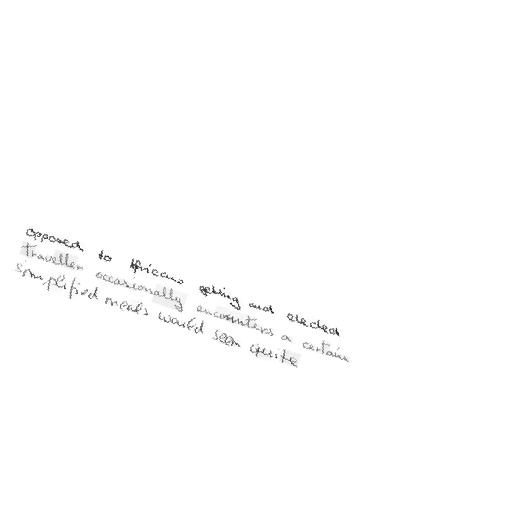 opposed to Africans getting and elected
Traveller occasionally encounters a certain
simplified meals would seem quite